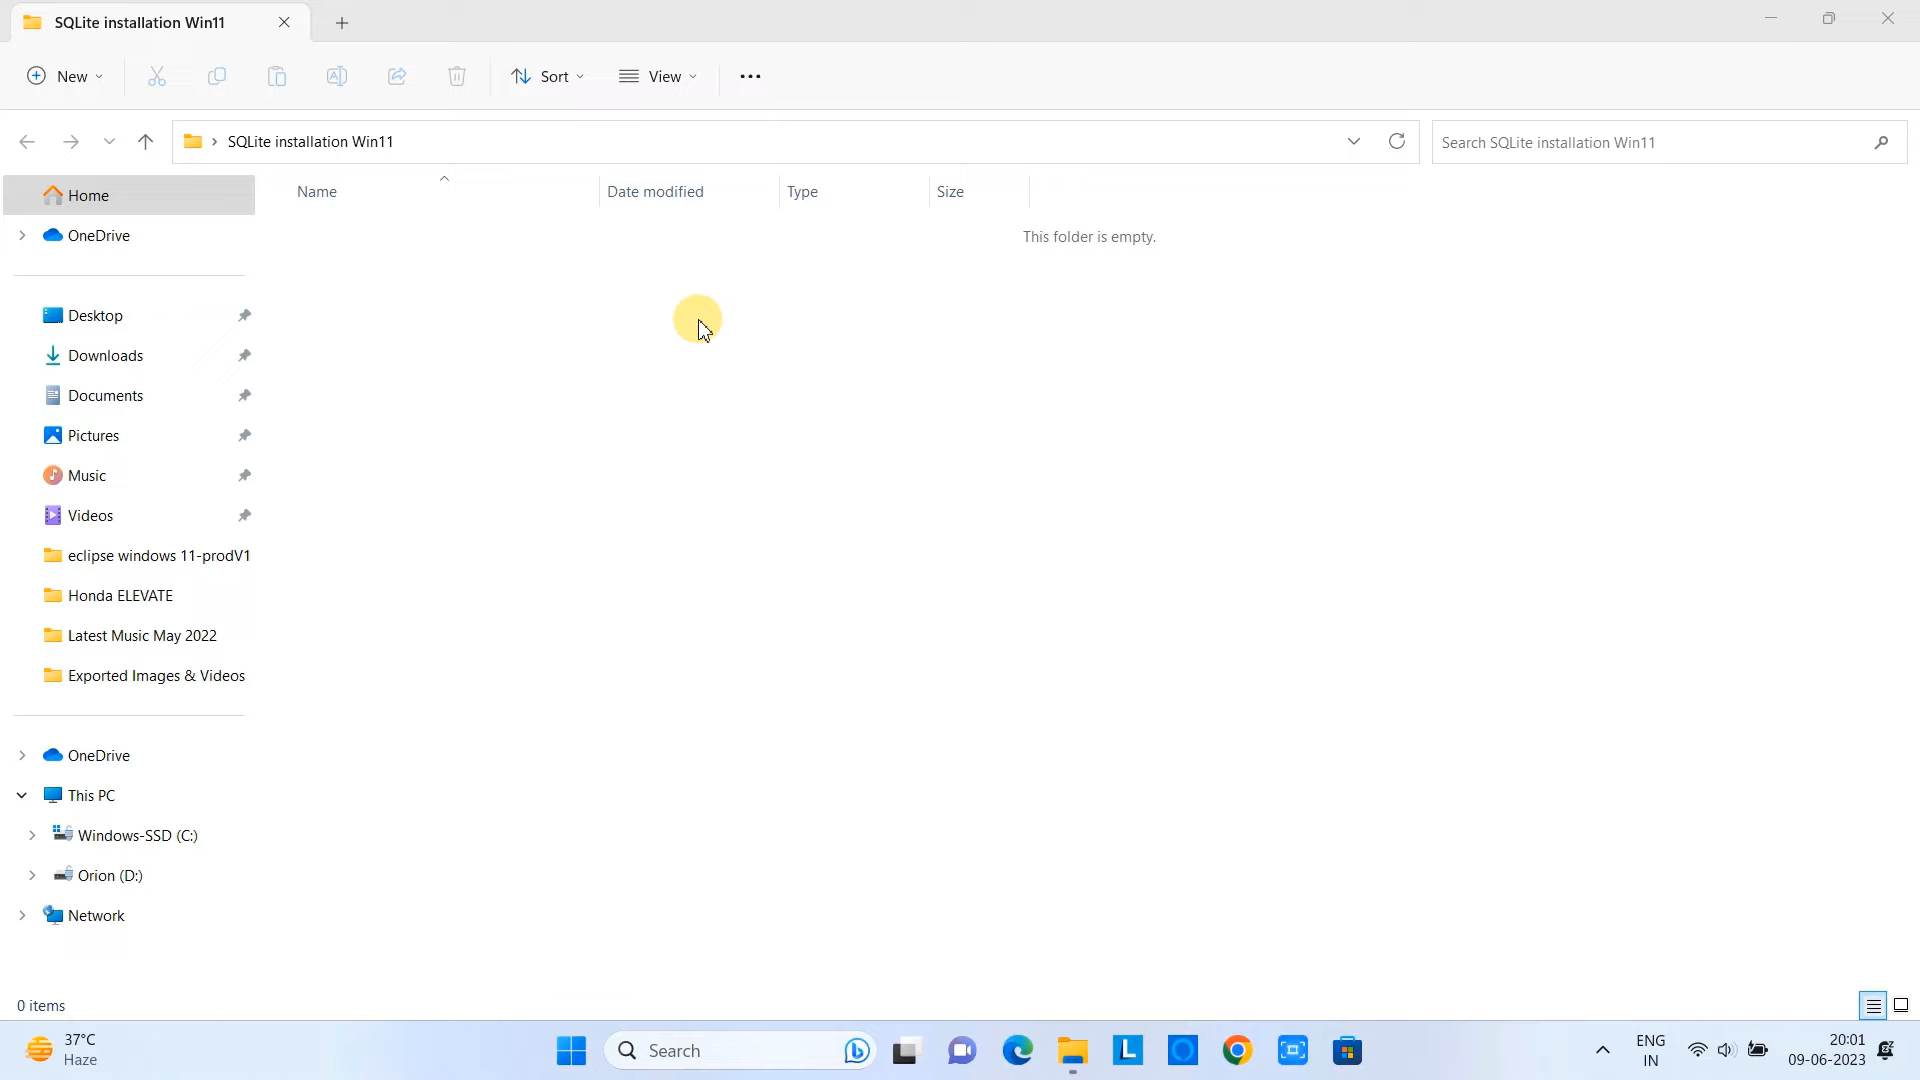 SQLite installation Win11
New
Sort
View
SQLite installation Win11
Search SQLite installation Win11
Name
Date modified
Type
Size
This folder is empty.
Home
OneDrive
Desktop
Downloads
Documents
Pictures
Music
Videos
eclipse windows 11-prodV1
Honda ELEVATE
Latest Music May 2022
Exported Images & Videos
OneDrive
This PC
Windows-SSD (C:)
Orion (D:)
Network
0 items
37°C
Haze
Search
L
ENG
IN
20:01
09-06-2023